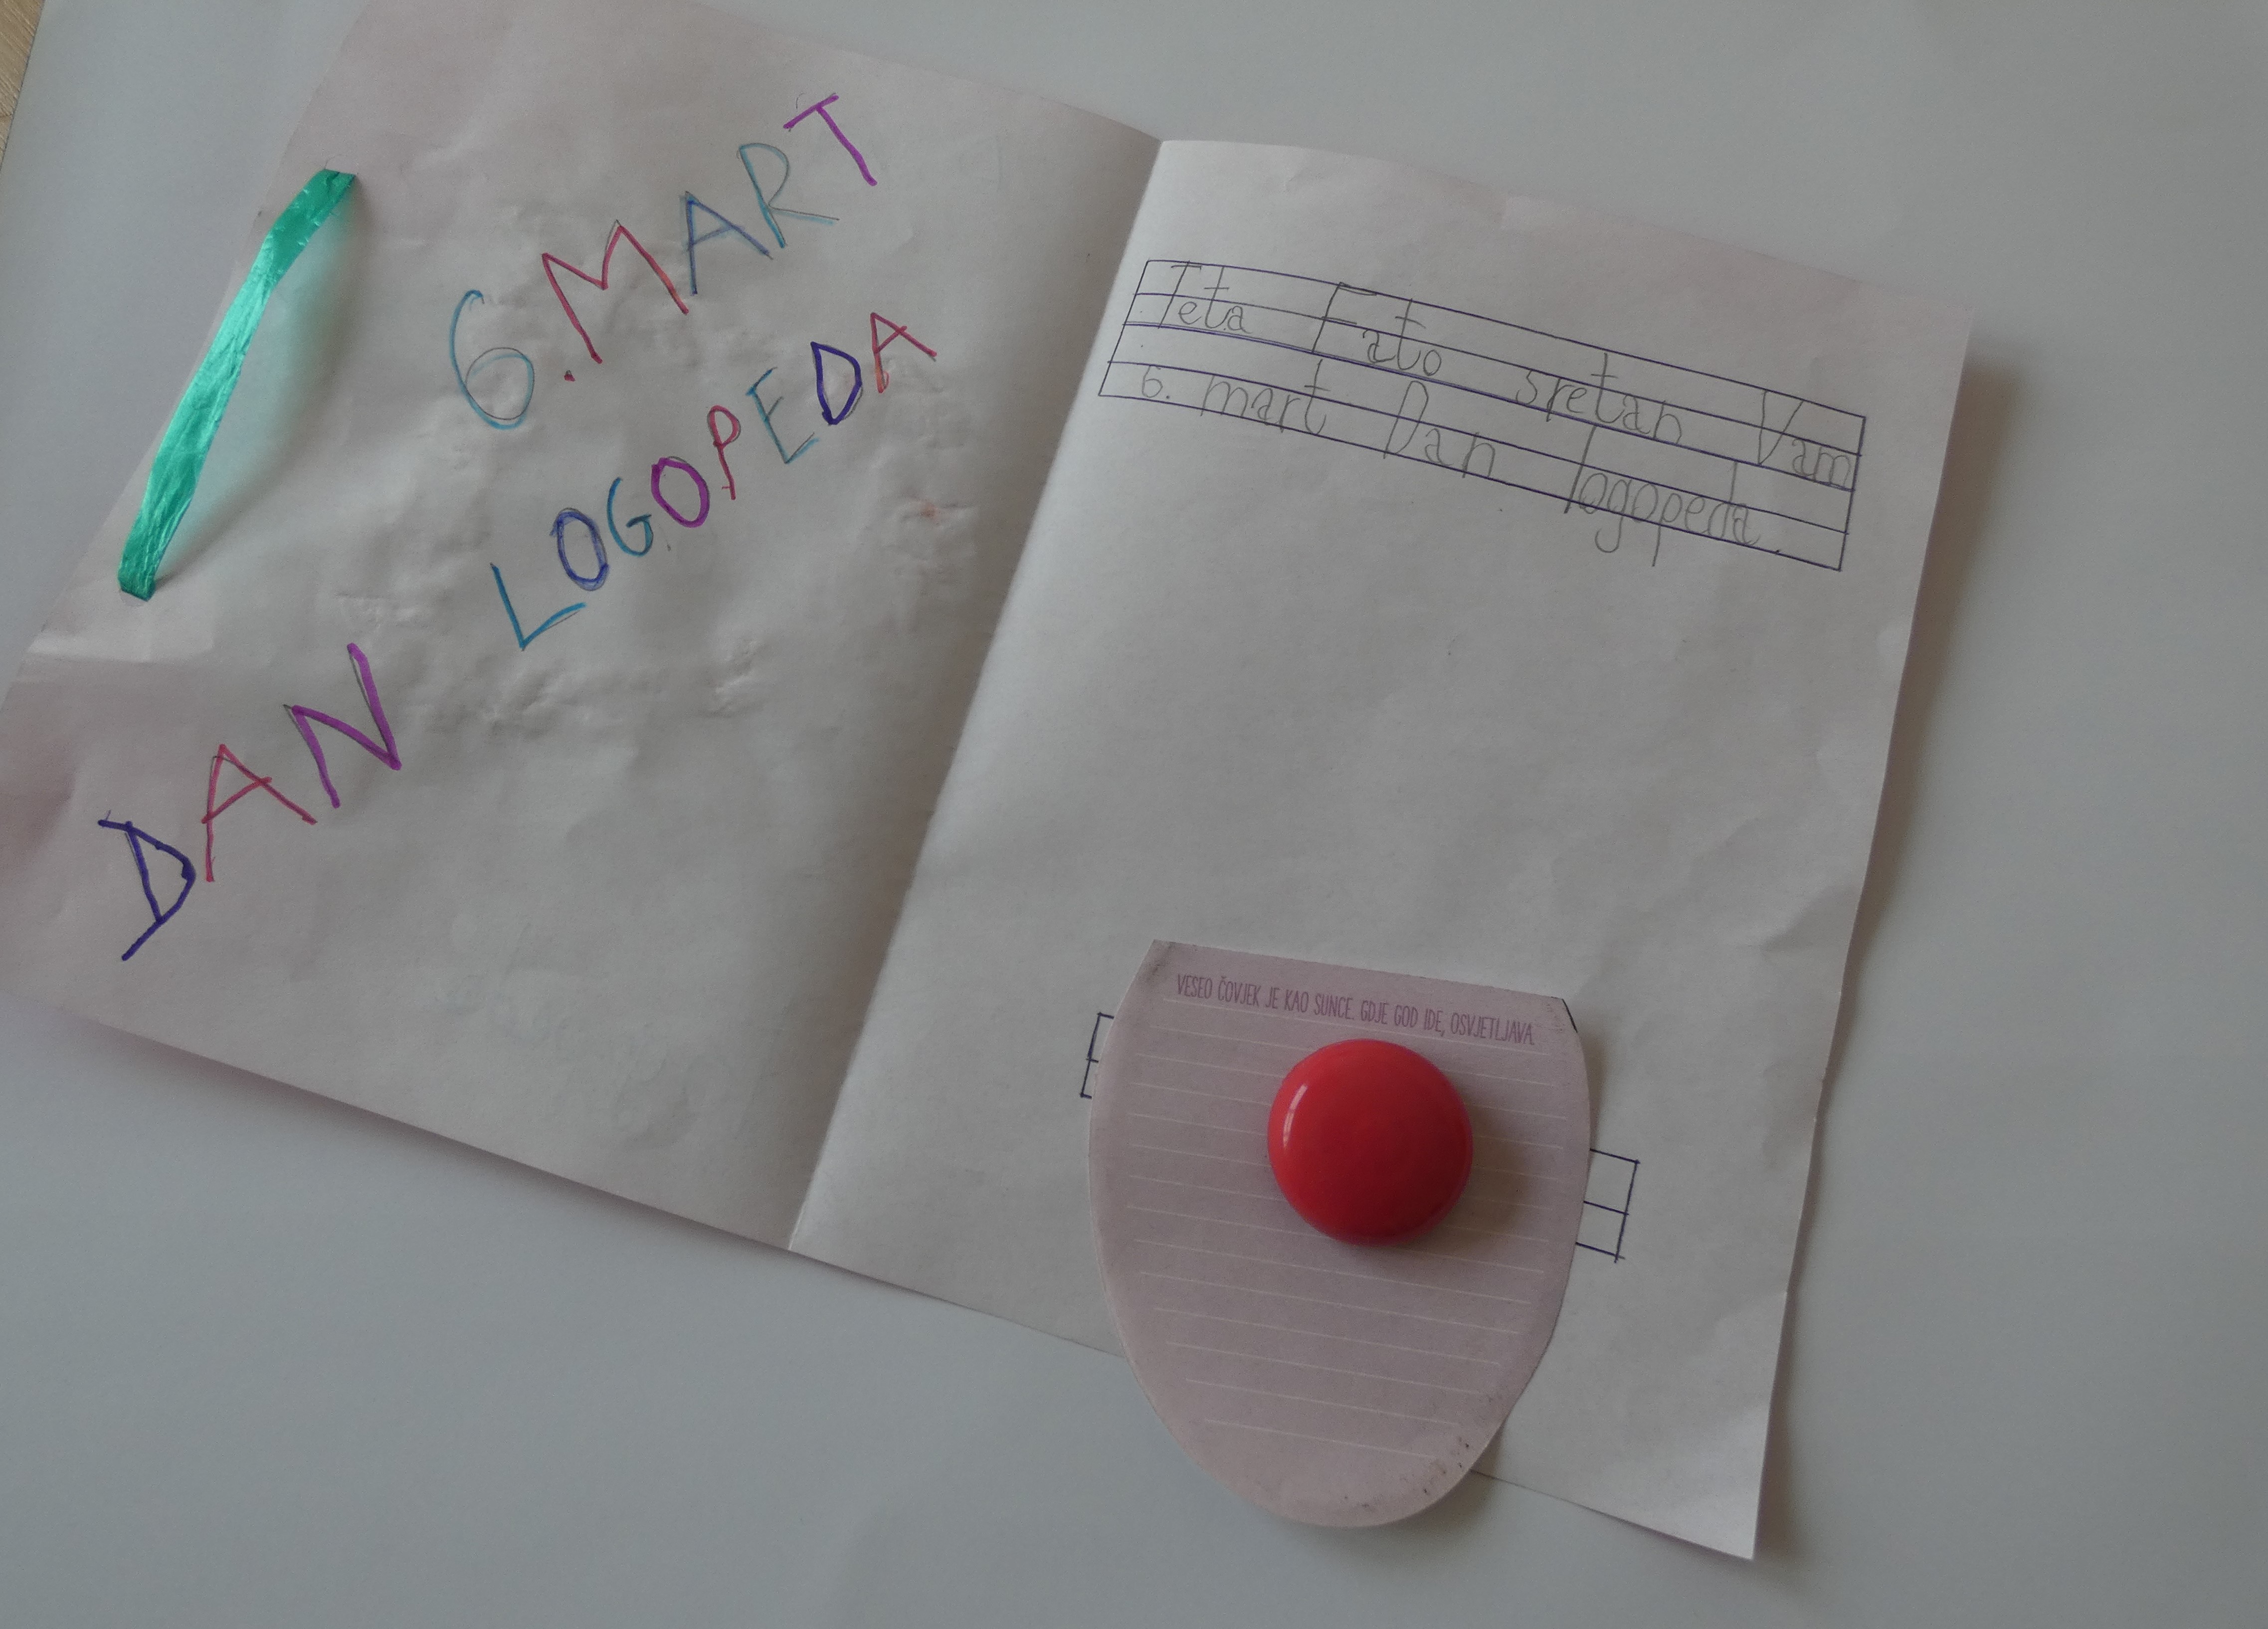 6. MART
DAN LOGOPEDA
Teta Fato sretan Vam
6. mart Dan logopeda.
VESEO ČOVJEK JE KAO SUNCE. GDJE GOD IDE, OSVJETLJAVA.